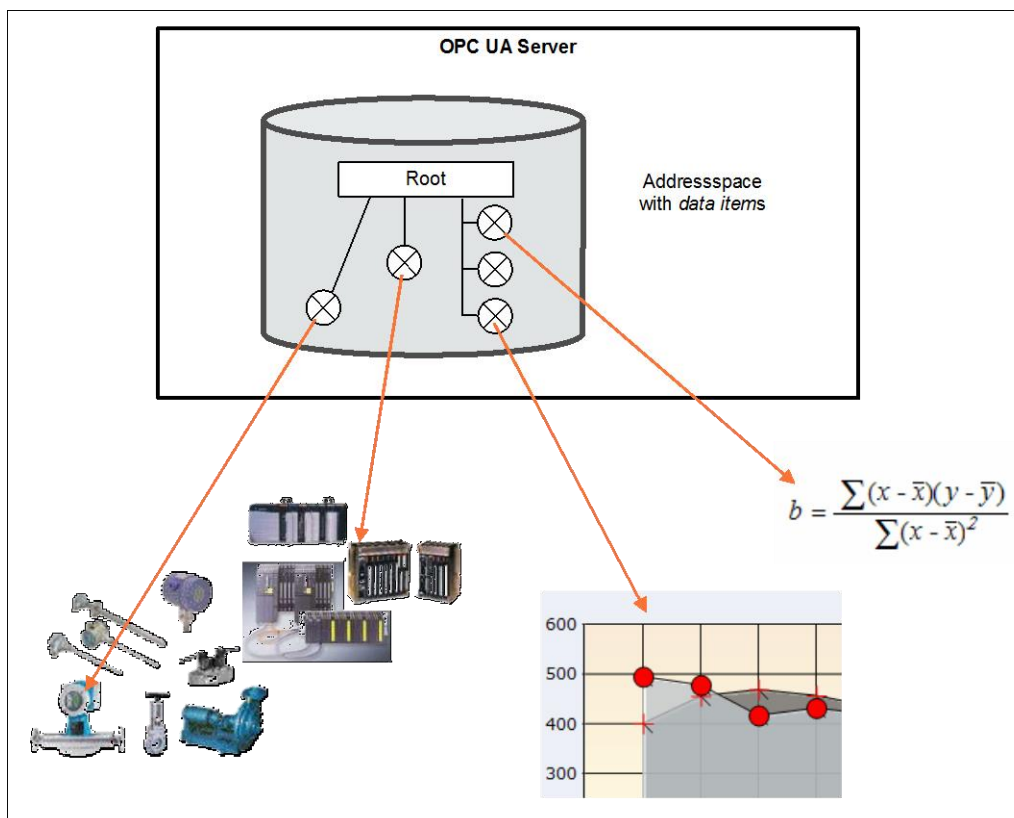 OPC UA Server
Root
Addressspace
with data items
b = ∑(x - x̅)(y - y̅) / ∑(x - x̅)²
600
500
400
300